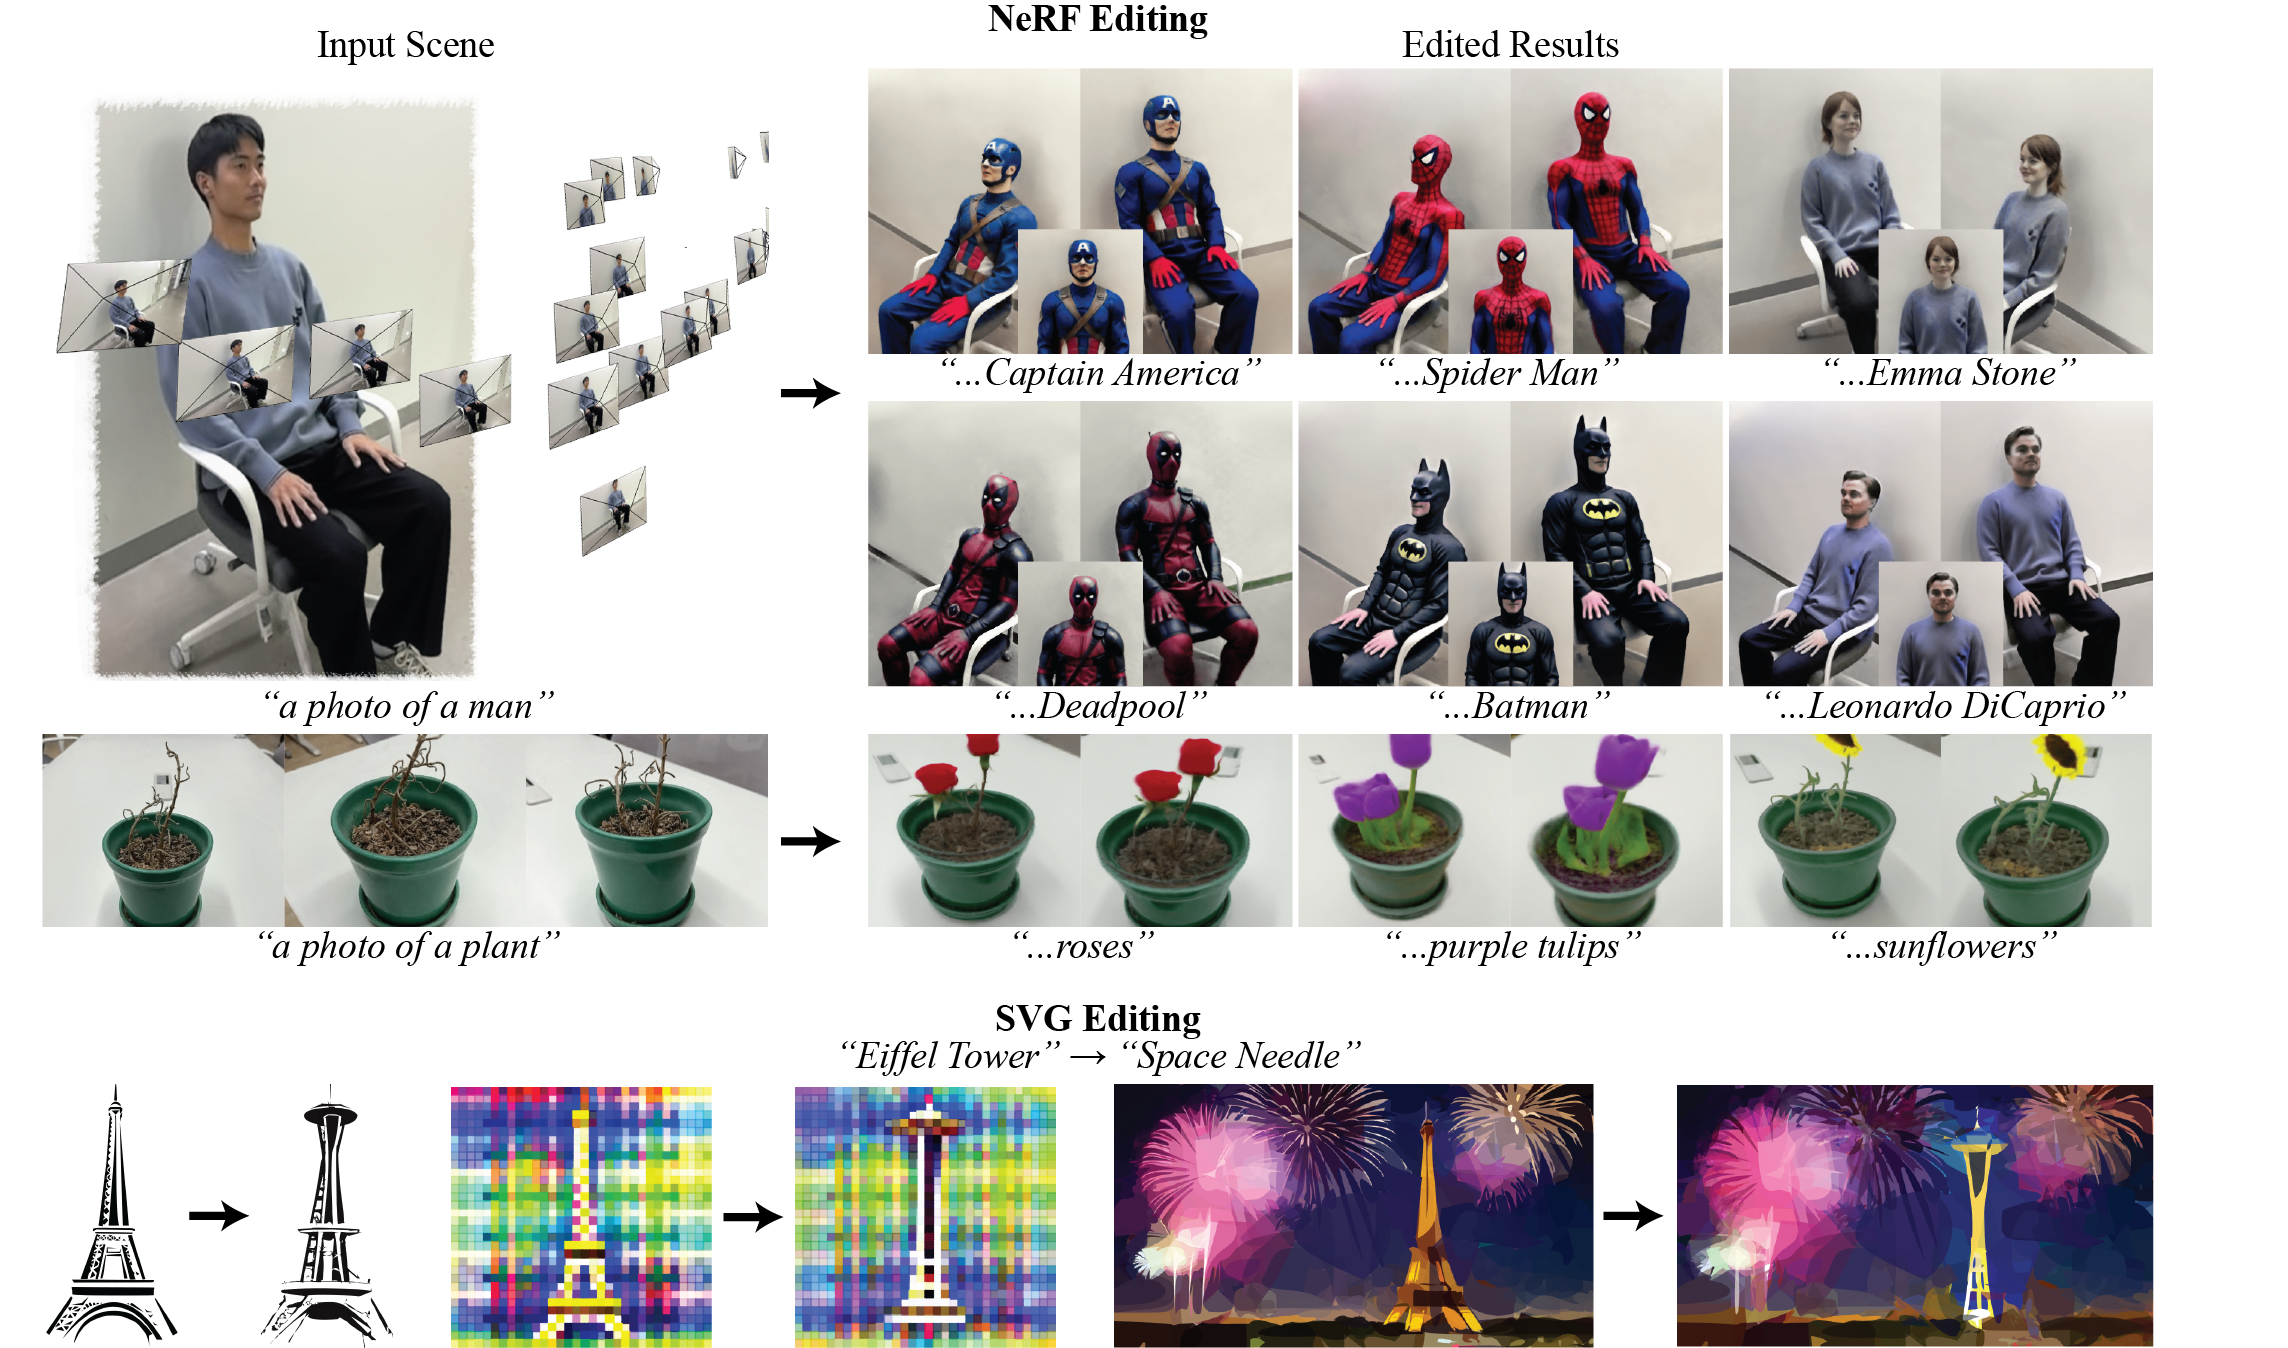 NeRF Editing
Input Scene
Edited Results
“...Captain America”
“...Spider Man”
“...Emma Stone”
“a photo of a man”
“...Deadpool”
“...Batman”
“...Leonardo DiCaprio”
“a photo of a plant”
“...roses”
“...purple tulips”
“...sunflowers”
SVG Editing
“Eiffel Tower” → “Space Needle”